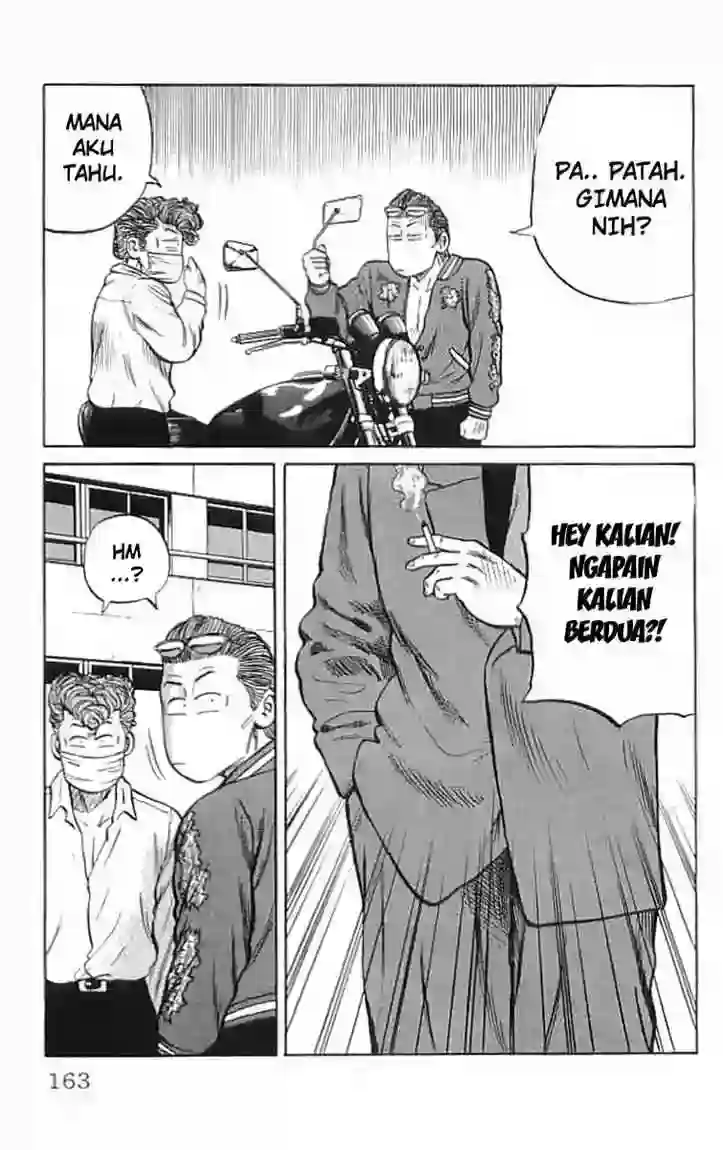 PA.. PATAH.
GIMANA
NIH?
MANA
AKU
TAHU.
HEY KALIAN!
NGAPAIN
KALIAN
BERDUA?!
HM
...?
163